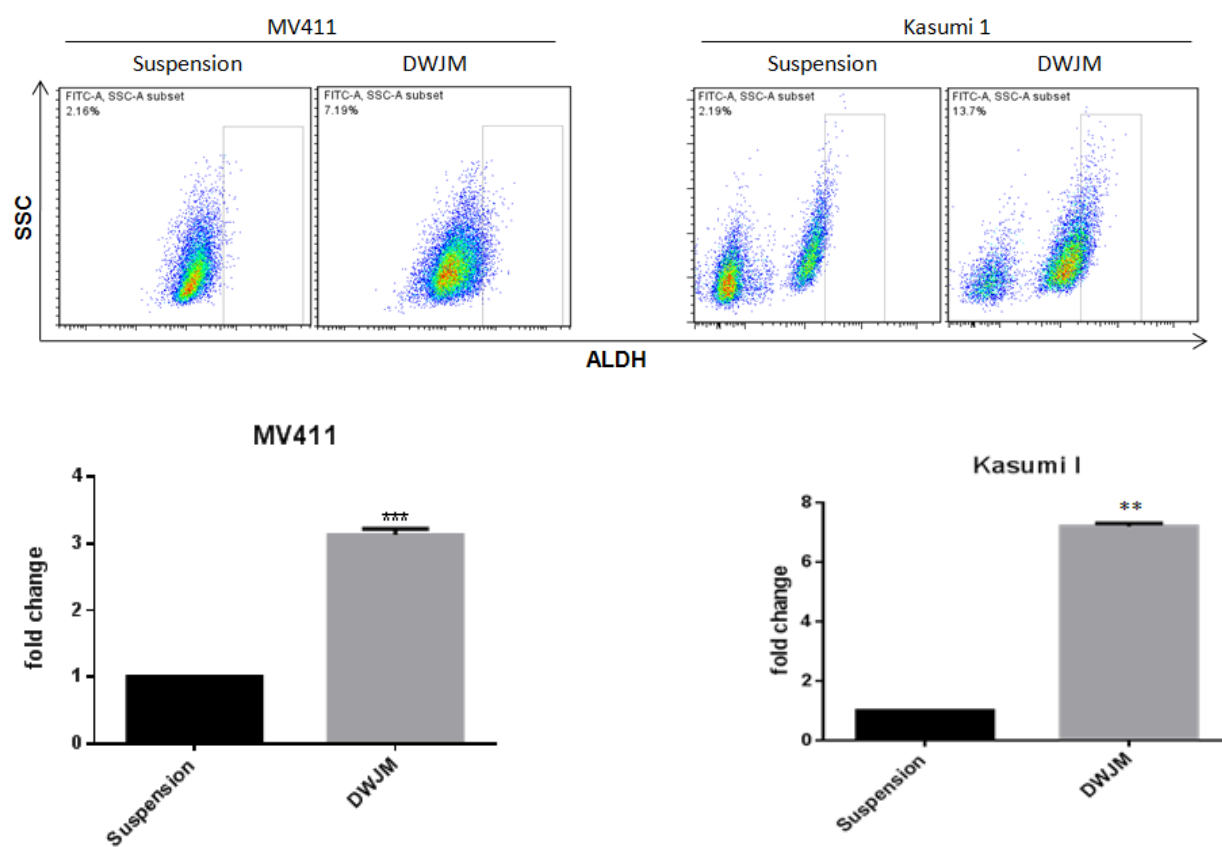 MV411
Kasumi 1
Suspension
DWJM
Suspension
DWJM
FITC-A, SSC-A subset
2.16%
FITC-A, SSC-A subset
7.19%
FITC-A, SSC-A subset
2.19%
FITC-A, SSC-A subset
13.7%
SSC
ALDH
MV411
fold change
4
3
2
1
0
***
Suspension
DWJM
Kasumi I
fold change
8
6
4
2
0
**
Suspension
DWJM